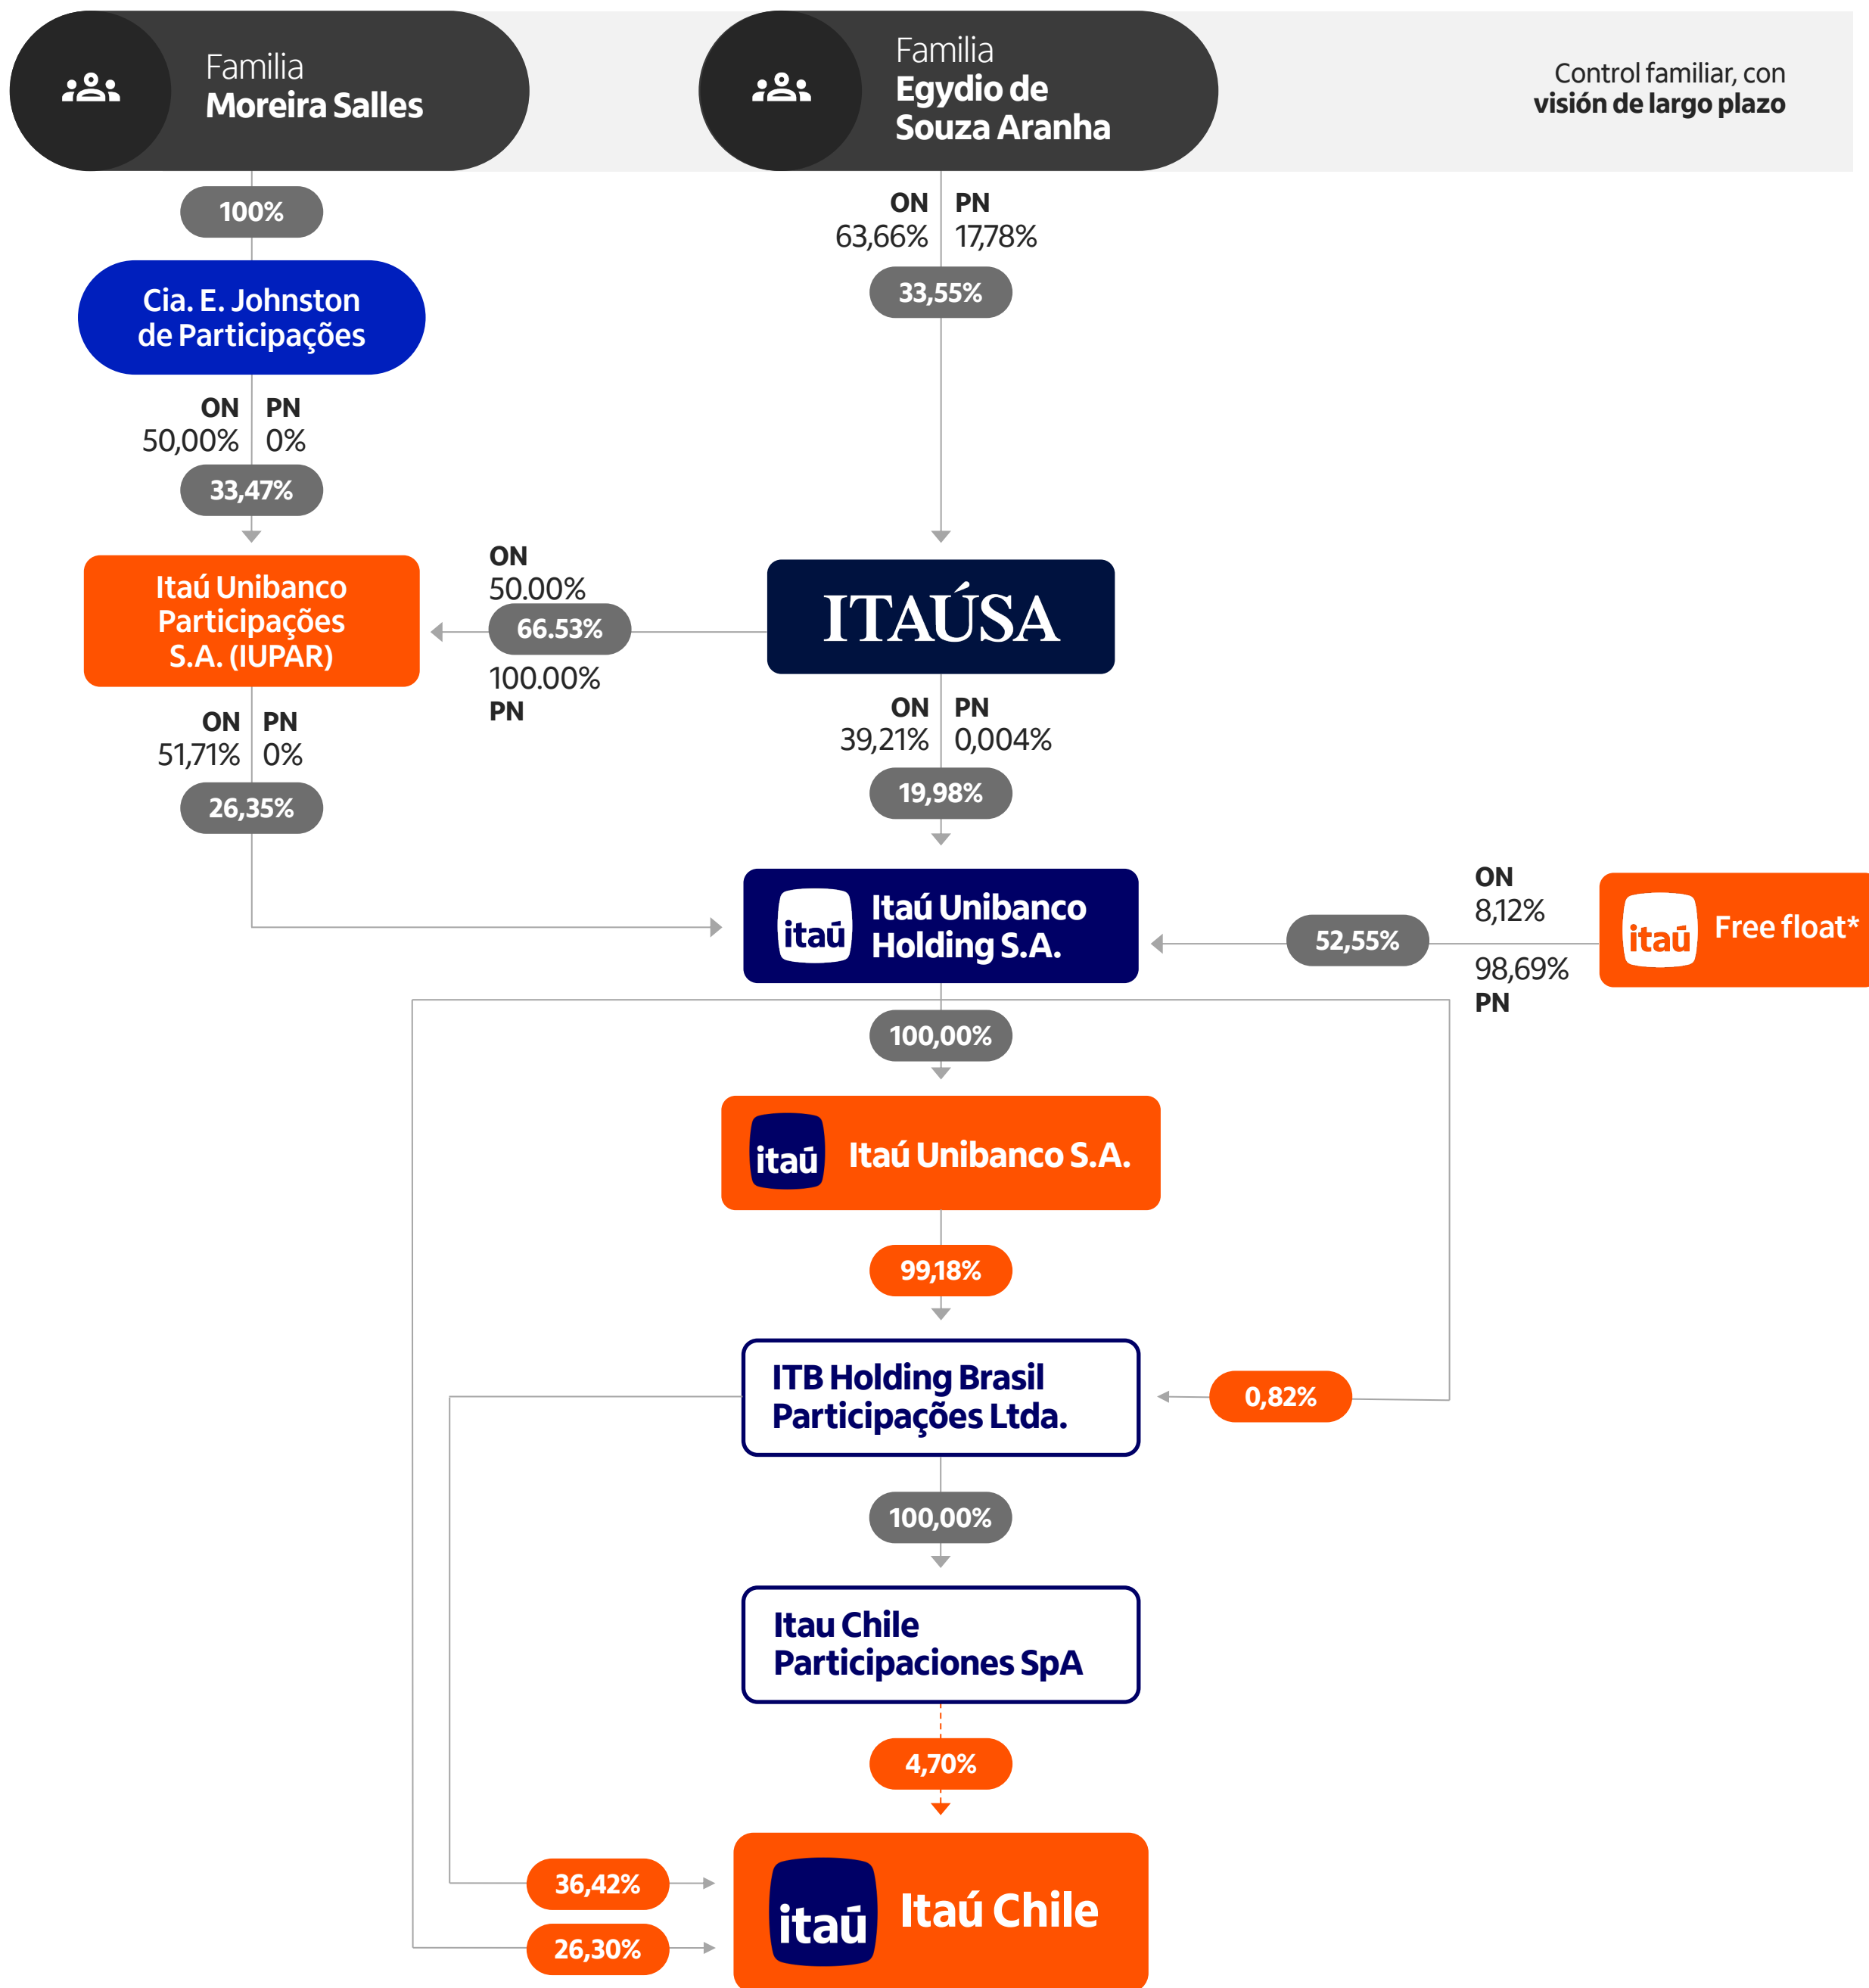 Familia
Moreira Salles
Familia
Egydio de
Souza Aranha
Control familiar, con
visión de largo plazo
100%
ON PN
63,66% 17,78%
33,55%
Cia. E. Johnston
de Participações
ON PN
50,00% 0%
33,47%
Itaú Unibanco
Participações
S.A. (IUPAR)
ON
50.00%
66.53%
100.00%
PN
ITAÚSA
ON PN
51,71% 0%
26,35%
ON PN
39,21% 0,004%
19,98%
itaú
Itaú Unibanco
Holding S.A.
52,55%
ON
8,12%
98,69%
PN
itaú
Free float*
100,00%
itaú
Itaú Unibanco S.A.
99,18%
ITB Holding Brasil
Participações Ltda.
0,82%
100,00%
Itau Chile
Participaciones SpA
4,70%
36,42%
26,30%
itaú
Itaú Chile